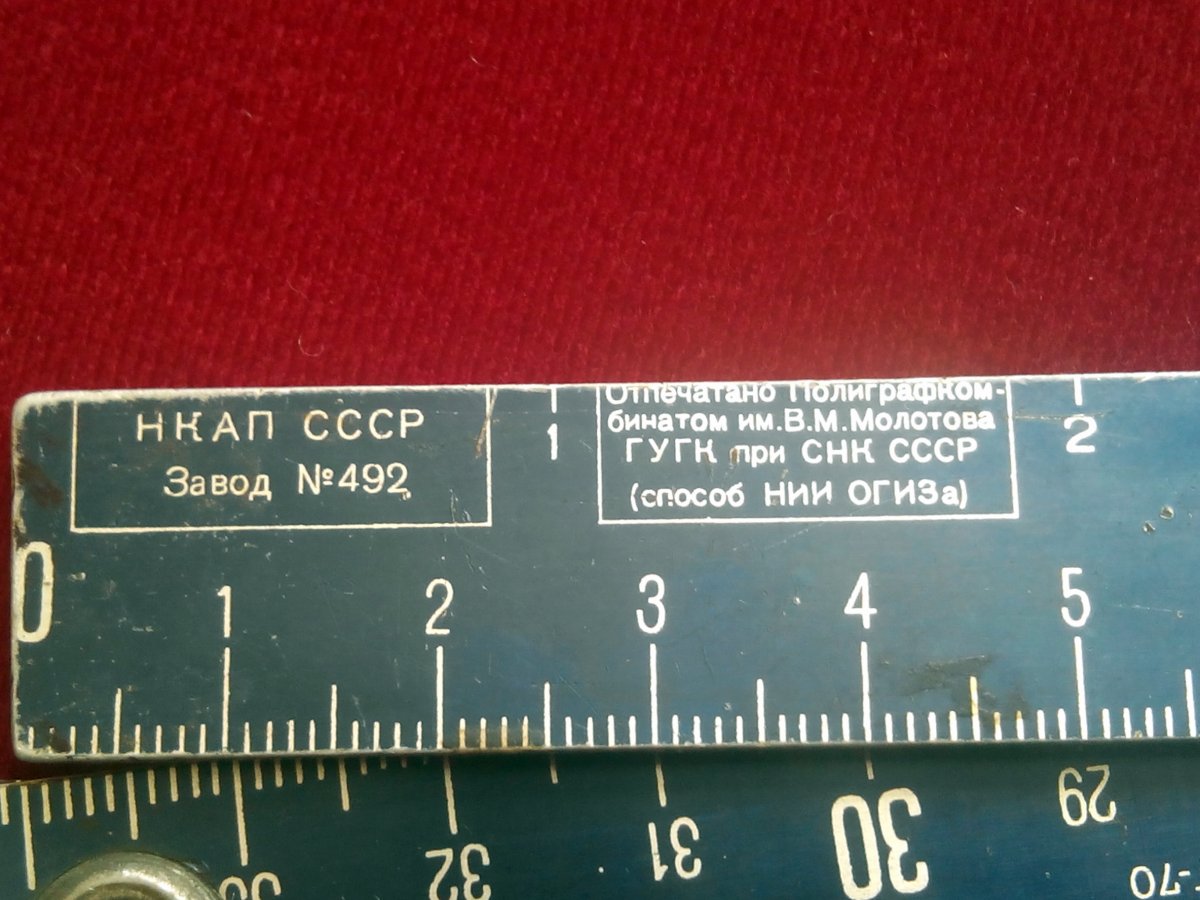 НКАП СССР
Завод №492
1
Отпечатано Полиграфком-
бинатом им.В.М.Молотова
ГУГК при СНК СССР
(способ НИИ ОГИЗа)
2
0 1 2 3 4 5
32 31 30 29
-70